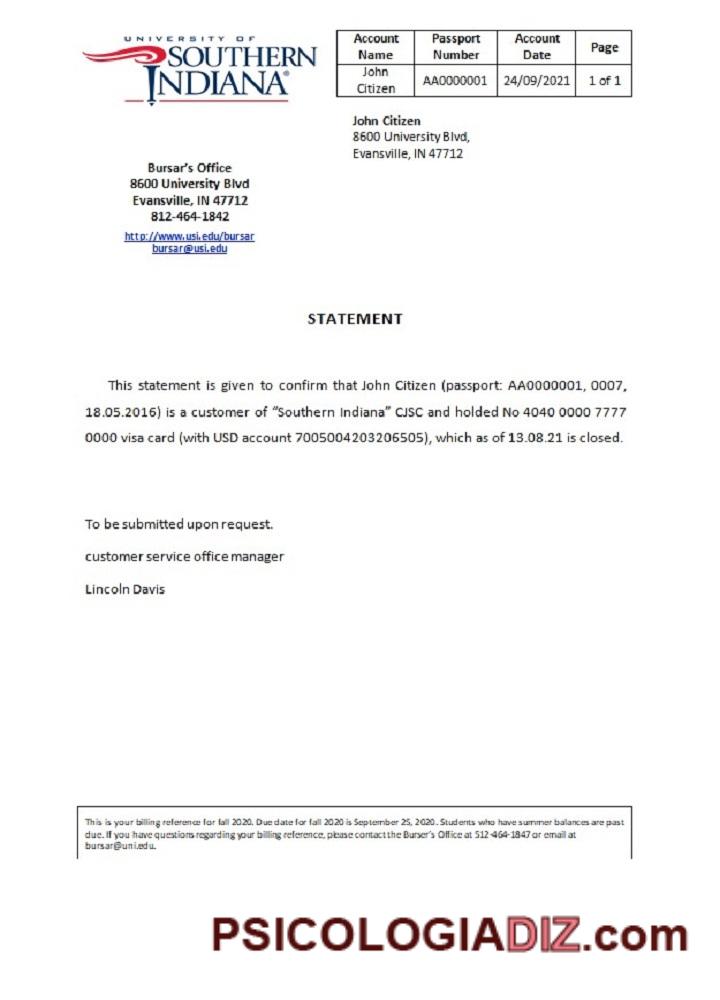 UNIVERSITY OF
SOUTHERN
INDIANA®
Account Name
Passport Number
Account Date
Page
John Citizen
AA0000001
24/09/2021
1 of 1
John Citizen
8600 University Blvd,
Evansville, IN 47712
Bursar's Office
8600 University Blvd
Evansville, IN 47712
812-464-1842
http://www.usi.edu/bursar
bursar@usi.edu
STATEMENT
This statement is given to confirm that John Citizen (passport: AA0000001, 0007,
18.05.2016) is a customer of "Southern Indiana" CJSC and holded No 4040 0000 7777
0000 visa card (with USD account 7005004203206505), which as of 13.08.21 is closed.
To be submitted upon request.
customer service office manager
Lincoln Davis
This is your billing reference for fall 2020. Due date for fall 2020 is September 25, 2020. Students who have summer balances are past
due. If you have questions regarding your billing reference, please contact the Burser's Office at 512-464-1847 or email at
bursar@uni.edu.
PSICOLOGIADIZ.com